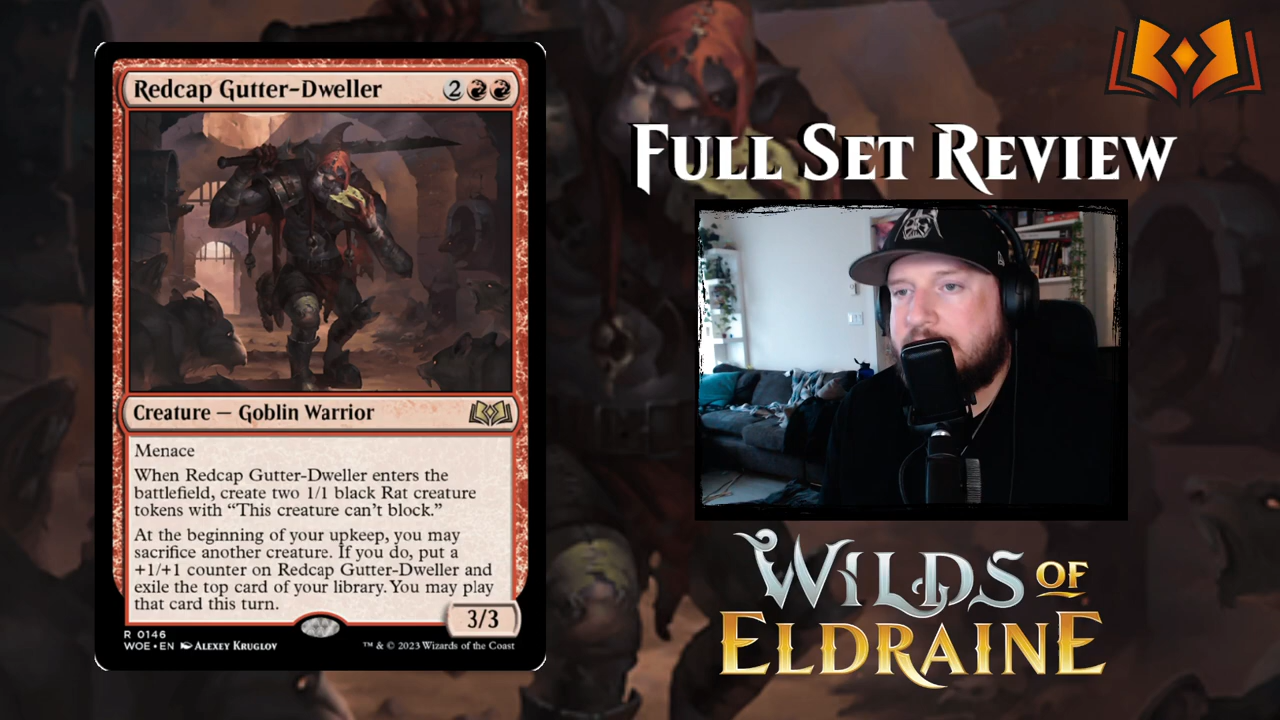 Redcap Gutter-Dweller 2
Creature — Goblin Warrior
Menace
When Redcap Gutter-Dweller enters the
battlefield, create two 1/1 black Rat creature
tokens with “This creature can’t block.”
At the beginning of your upkeep, you may
sacrifice another creature. If you do, put a
+1/+1 counter on Redcap Gutter-Dweller and
exile the top card of your library. You may play
that card this turn.
3/3
R 0146
WOE • EN Alexey Kruglov
™ & © 2023 Wizards of the Coast
Full Set Review
Wilds of
Eldraine